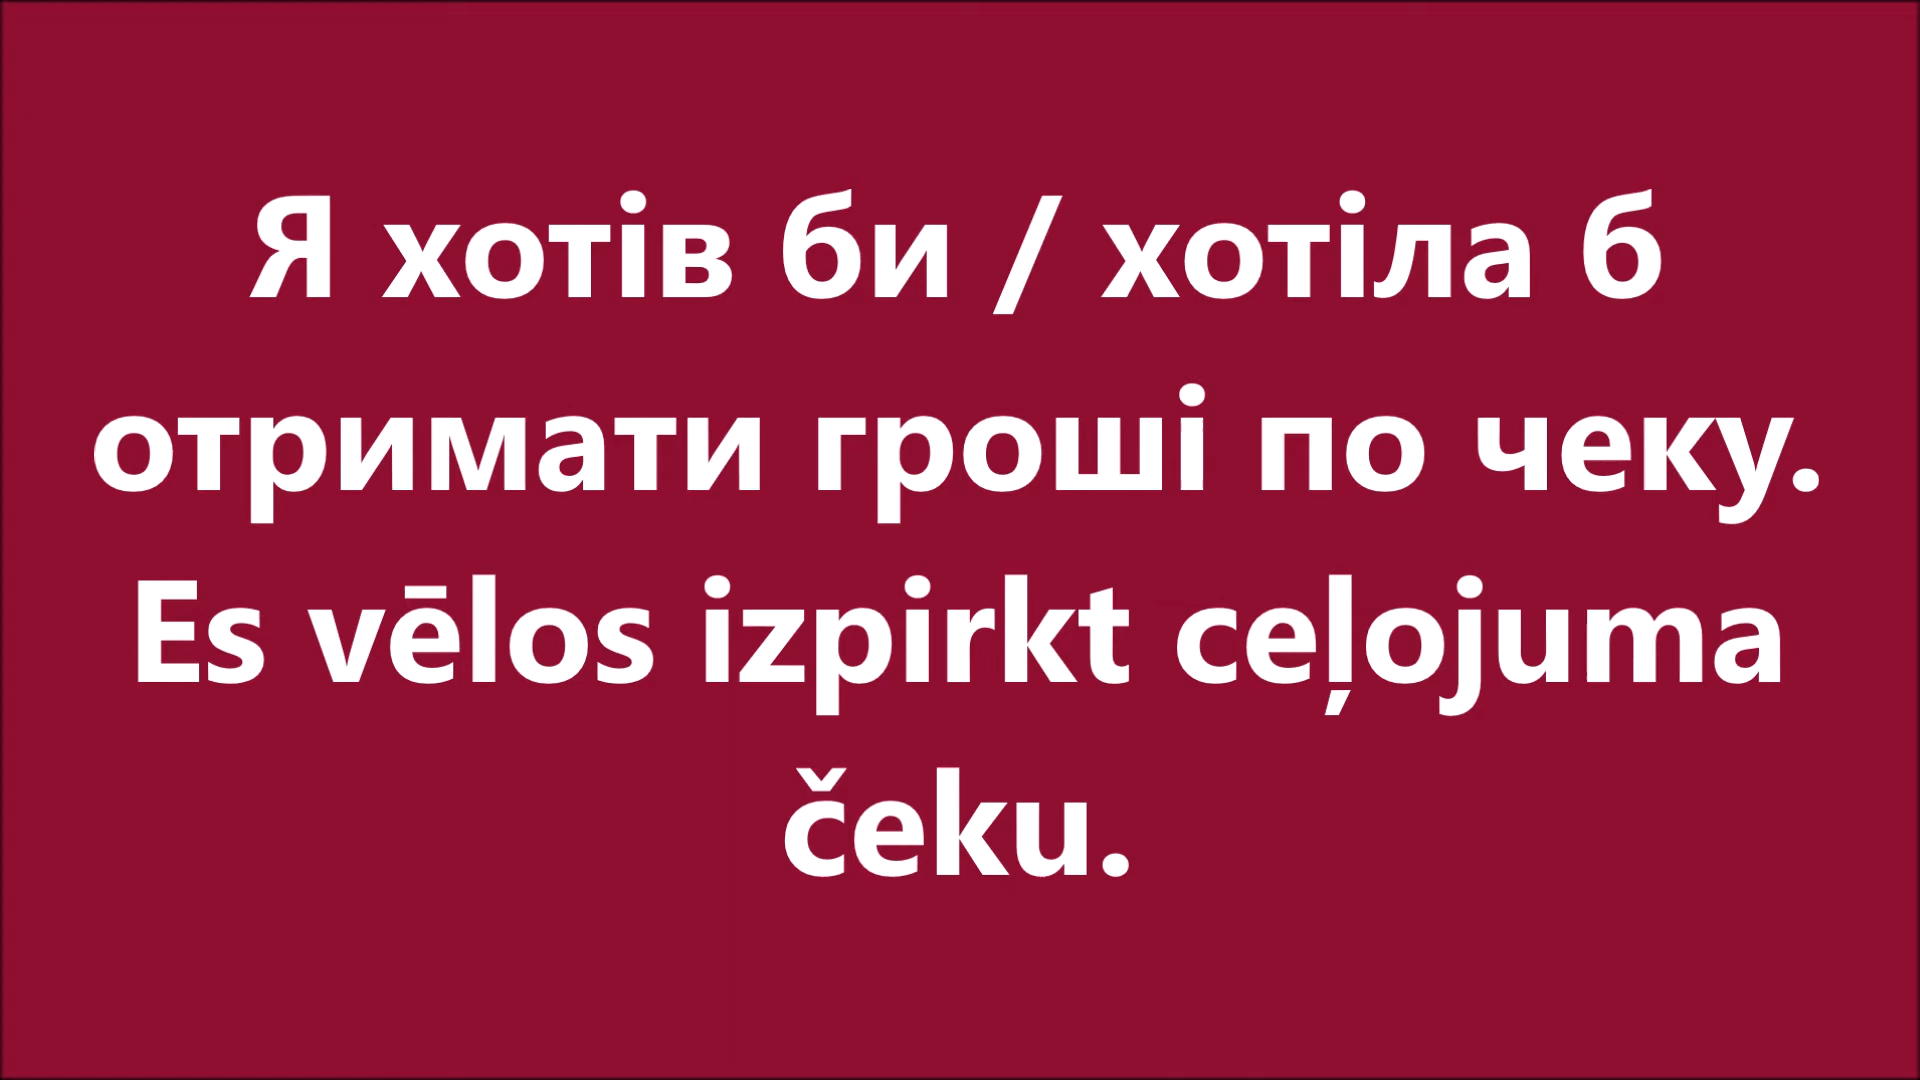 Я хотів би / хотіла б
отримати гроші по чеку.
Es vēlos izpirkt ceļojuma
čeku.